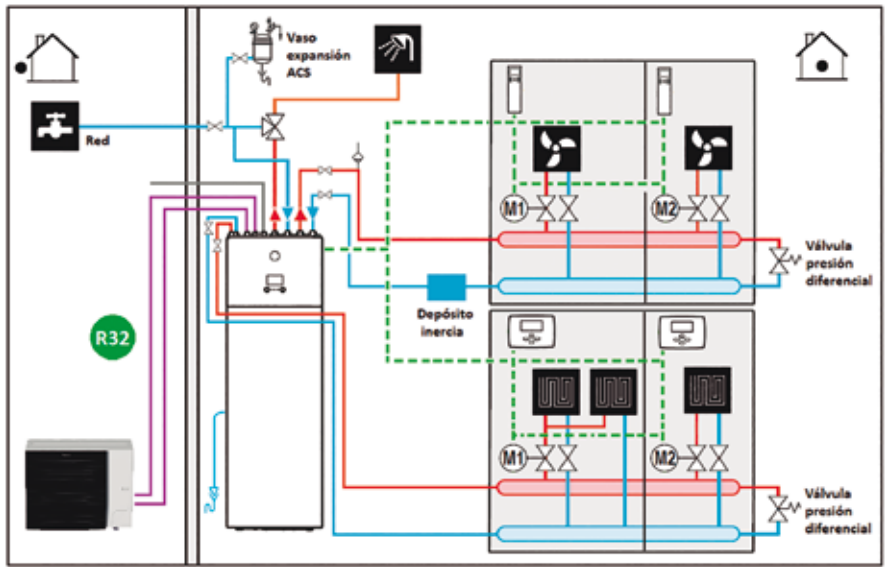 Vaso
expansión
ACS
Red
M1
M2
Válvula
presión
diferencial
Depósito
inercia
R32
M1
M2
Válvula
presión
diferencial